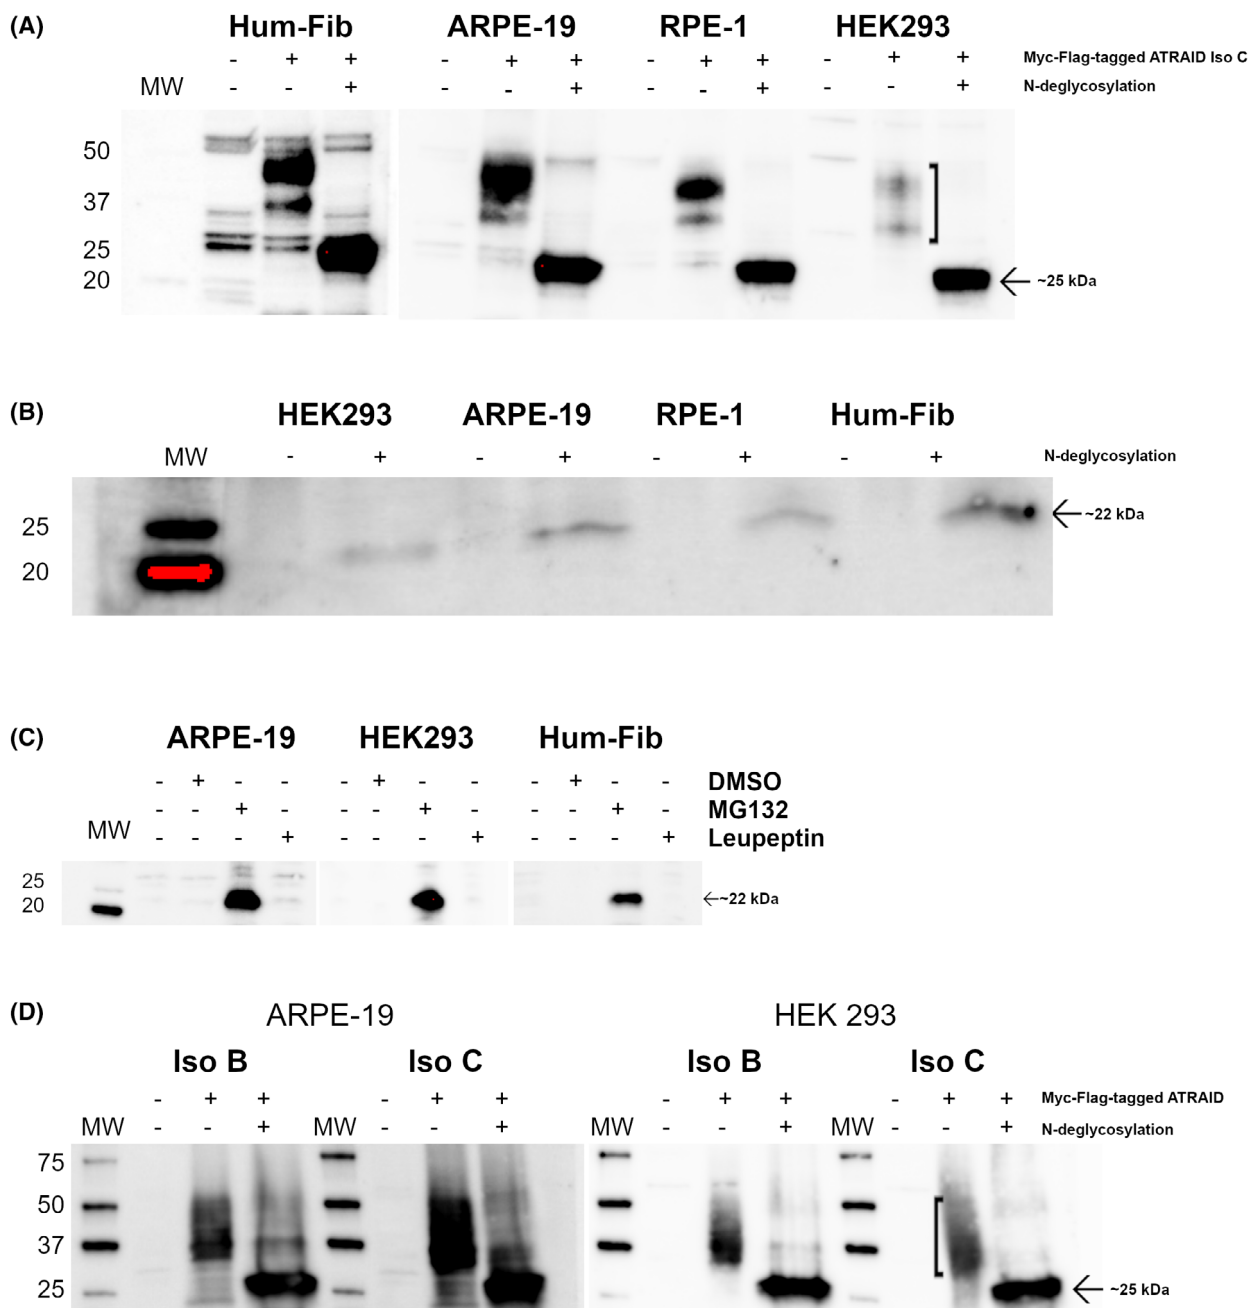 (A) Hum-Fib ARPE-19 RPE-1 HEK293
- + + - + + - + + - + + Myc-Flag-tagged ATRAID Iso C
MW - - + - - + - - + - - + N-deglycosylation
50
37
25
20
~25 kDa
(B) HEK293 ARPE-19 RPE-1 Hum-Fib
MW - + - + - + - + N-deglycosylation
25
20
~22 kDa
(C) ARPE-19 HEK293 Hum-Fib
- + - - - + - - - + - - DMSO
- - + - - - + - - - + - MG132
MW - - - + - - - + - - - + Leupeptin
25
20
~22 kDa
(D) ARPE-19 HEK 293
Iso B Iso C Iso B Iso C
- + + - + + - + + - + + Myc-Flag-tagged ATRAID
MW - - + MW - - + MW - - + MW - - + N-deglycosylation
75
50
37
25
~25 kDa